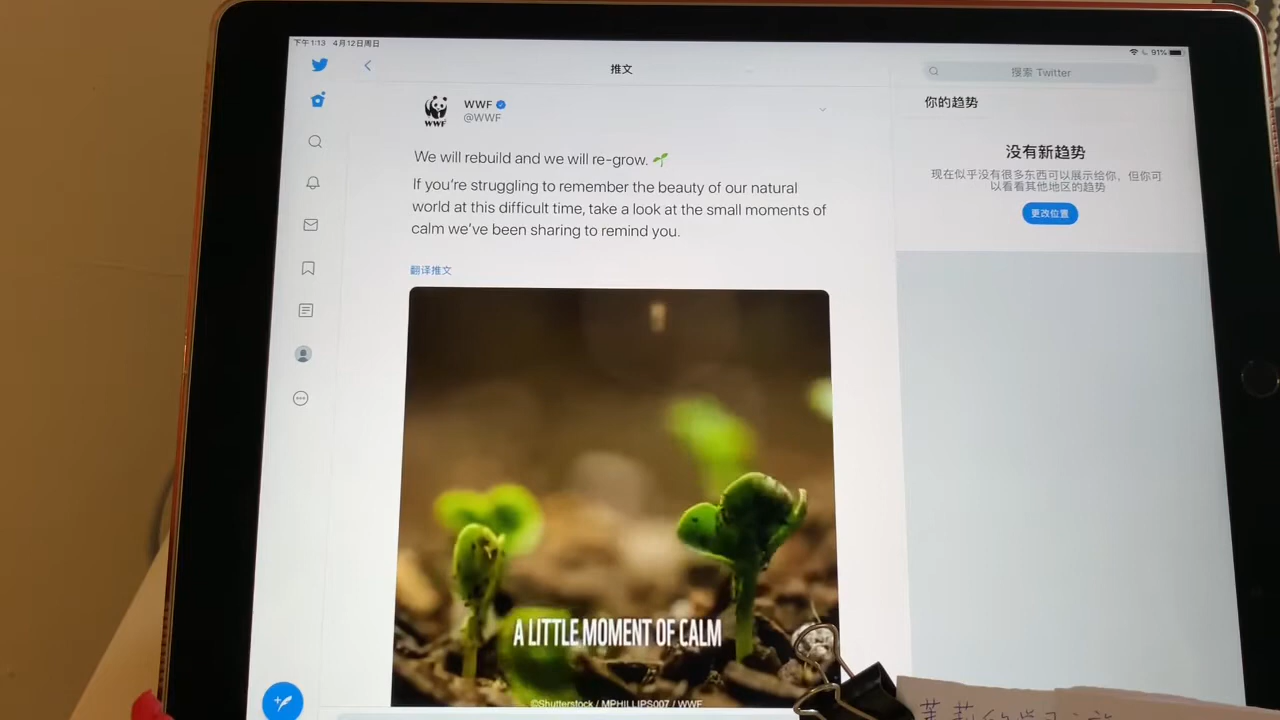 下午1:13 4月12日周日
91%
推文
搜索 Twitter
WWF
@WWF
WWF
你的趋势
没有新趋势
现在似乎没有很多东西可以展示给你，但你可
以看看其他地区的趋势
更改位置
We will rebuild and we will re-grow.
If you're struggling to remember the beauty of our natural
world at this difficult time, take a look at the small moments of
calm we've been sharing to remind you.
翻译推文
A LITTLE MOMENT OF CALM
©Shutterstock / MPHILLIPS007 / WWF